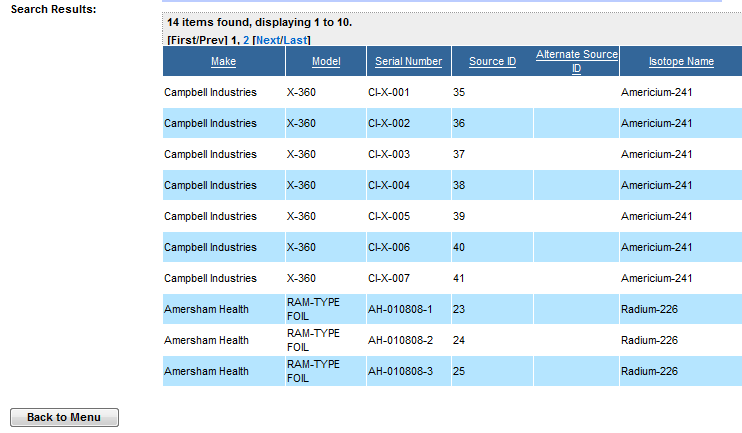 Search Results:
14 items found, displaying 1 to 10.
[First/Prev] 1, 2 [Next/Last]
Make Model Serial Number Source ID Alternate Source ID Isotope Name
Campbell Industries X-360 CI-X-001 35 Americium-241
Campbell Industries X-360 CI-X-002 36 Americium-241
Campbell Industries X-360 CI-X-003 37 Americium-241
Campbell Industries X-360 CI-X-004 38 Americium-241
Campbell Industries X-360 CI-X-005 39 Americium-241
Campbell Industries X-360 CI-X-006 40 Americium-241
Campbell Industries X-360 CI-X-007 41 Americium-241
Amersham Health RAM-TYPE FOIL AH-010808-1 23 Radium-226
Amersham Health RAM-TYPE FOIL AH-010808-2 24 Radium-226
Amersham Health RAM-TYPE FOIL AH-010808-3 25 Radium-226
Back to Menu